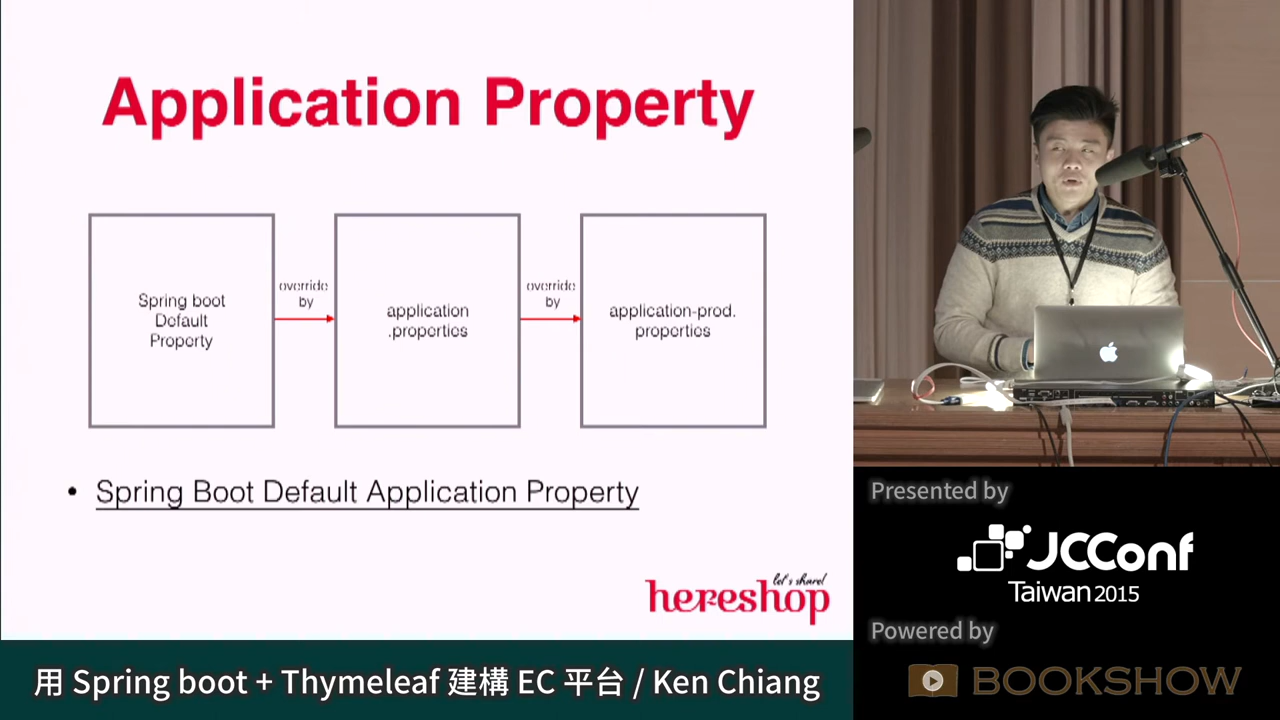 Application Property
Spring boot
Default
Property
override
by
application
.properties
override
by
application-prod.
properties
• Spring Boot Default Application Property
let's share!
hereshop
用 Spring boot + Thymeleaf 建構 EC 平台 / Ken Chiang
Presented by
JCConf
Taiwan 2015
Powered by
BOOKSHOW